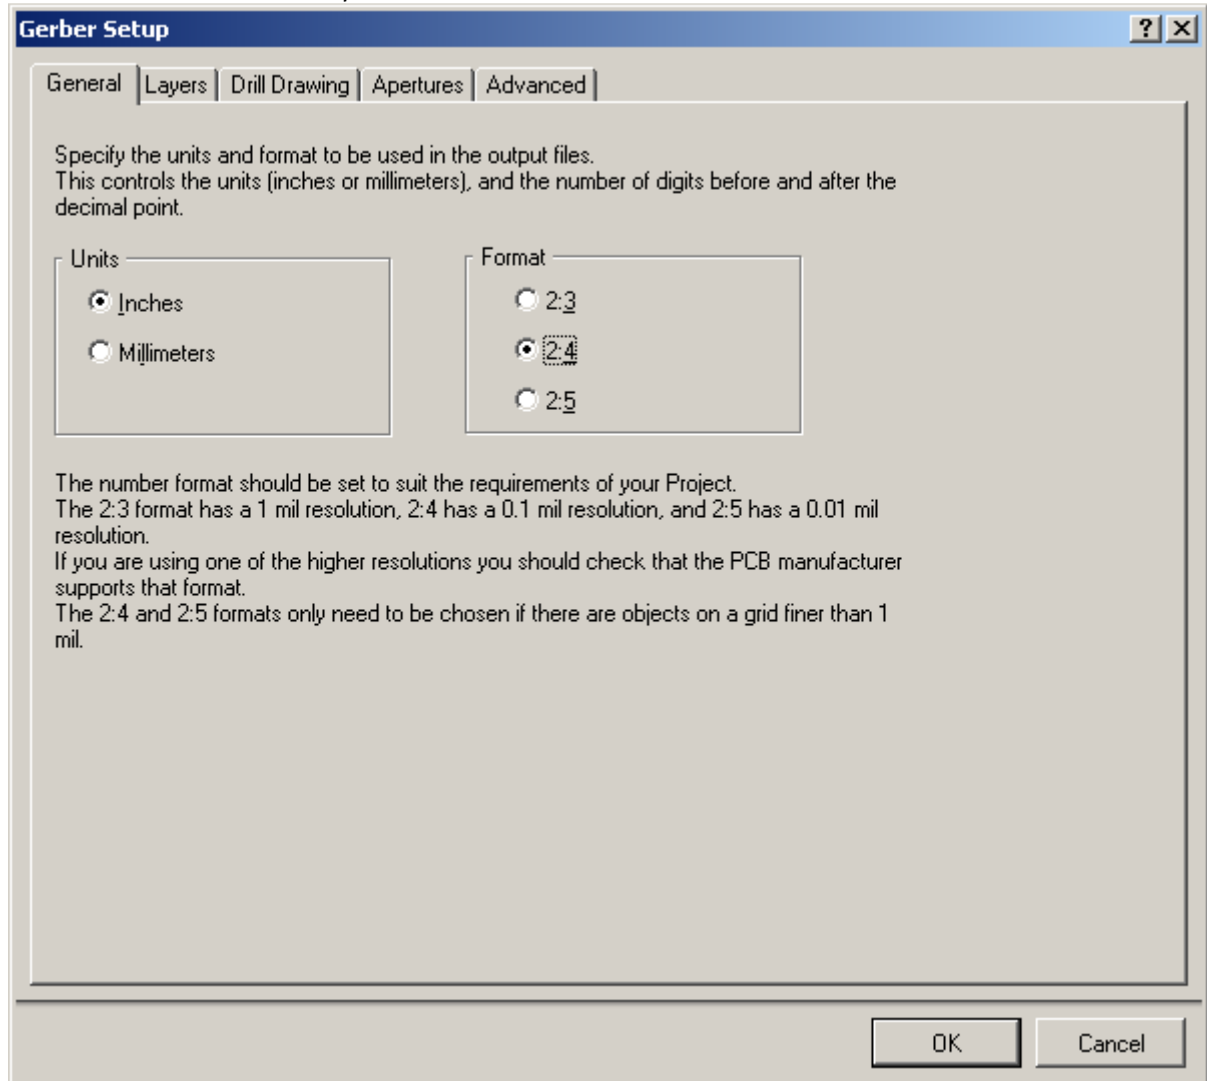 Gerber Setup
General Layers Drill Drawing Apertures Advanced
Specify the units and format to be used in the output files.
This controls the units (inches or millimeters), and the number of digits before and after the
decimal point.
Units
Inches
Millimeters
Format
2:3
2:4
2:5
The number format should be set to suit the requirements of your Project.
The 2:3 format has a 1 mil resolution, 2:4 has a 0.1 mil resolution, and 2:5 has a 0.01 mil
resolution.
If you are using one of the higher resolutions you should check that the PCB manufacturer
supports that format.
The 2:4 and 2:5 formats only need to be chosen if there are objects on a grid finer than 1
mil.
OK Cancel